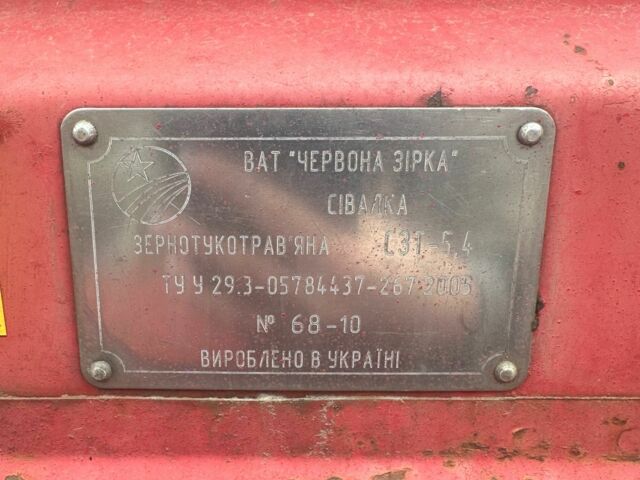 ВАТ "ЧЕРВОНА ЗІРКА"
СІВАЛКА
ЗЕРНОТУКОТРАВ'ЯНА СЗТ-5,4
ТУ У 29.3-05784437-267:2005
№ 68-10
ВИРОБЛЕНО В УКРАЇНІ